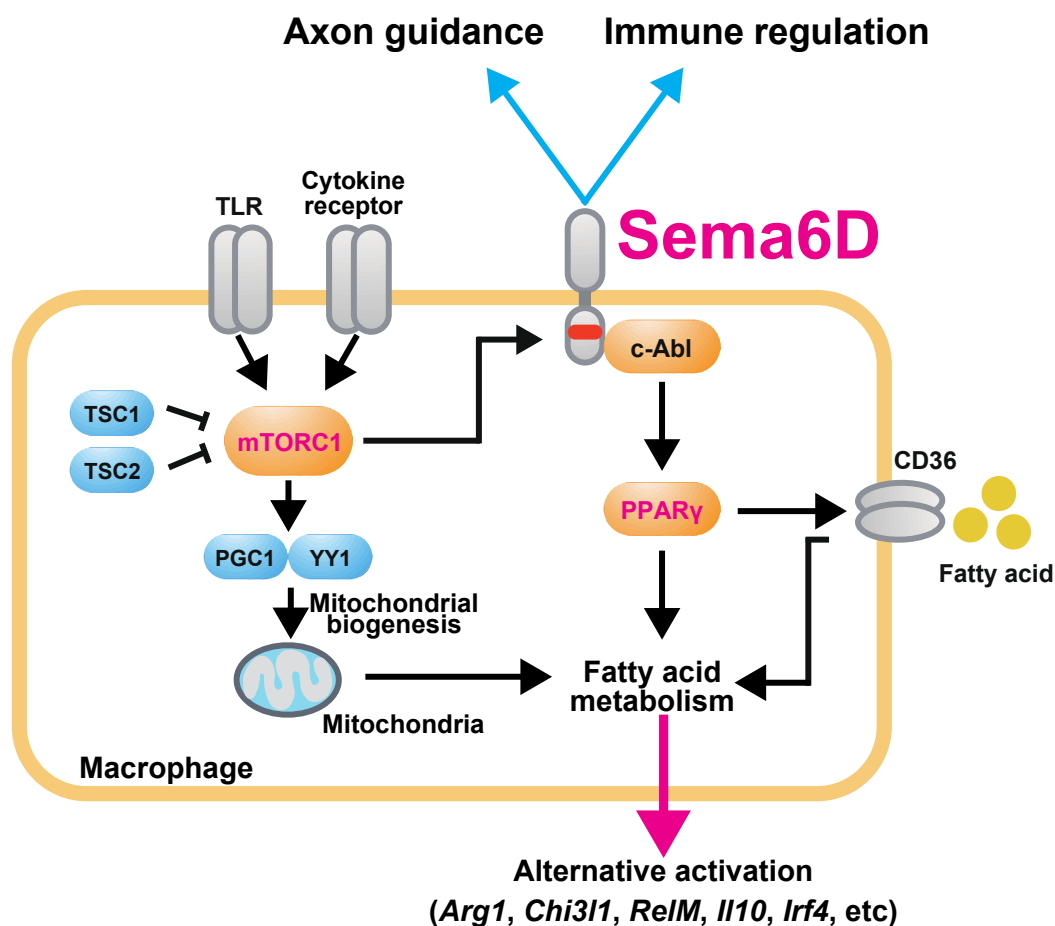 Axon guidance
Immune regulation
Cytokine
receptor
TLR
Sema6D
c-Abl
TSC1
mTORC1
TSC2
CD36
PPARγ
PGC1
YY1
Fatty acid
Mitochondrial
biogenesis
Fatty acid
metabolism
Mitochondria
Macrophage
Alternative activation
(Arg1, Chi3l1, RelM, Il10, Irf4, etc)